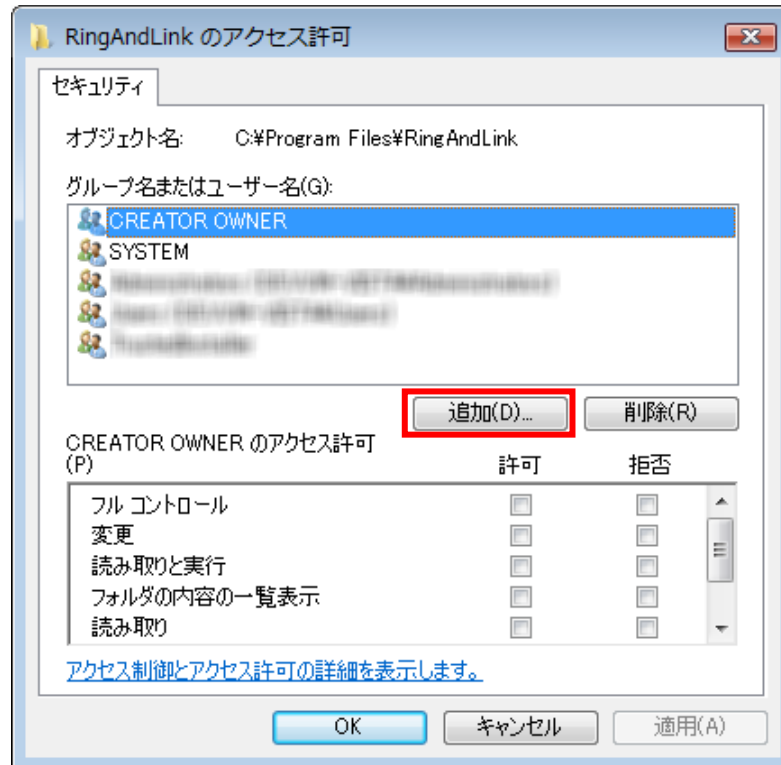 RingAndLink のアクセス許可
セキュリティ
オブジェクト名: C:¥Program Files¥RingAndLink
グループ名またはユーザー名(G):
CREATOR OWNER
SYSTEM
追加(D)... 削除(R)
CREATOR OWNER のアクセス許可
(P) 許可 拒否
フル コントロール
変更
読み取りと実行
フォルダの内容の一覧表示
読み取り
アクセス制御とアクセス許可の詳細を表示します。
OK キャンセル 適用(A)